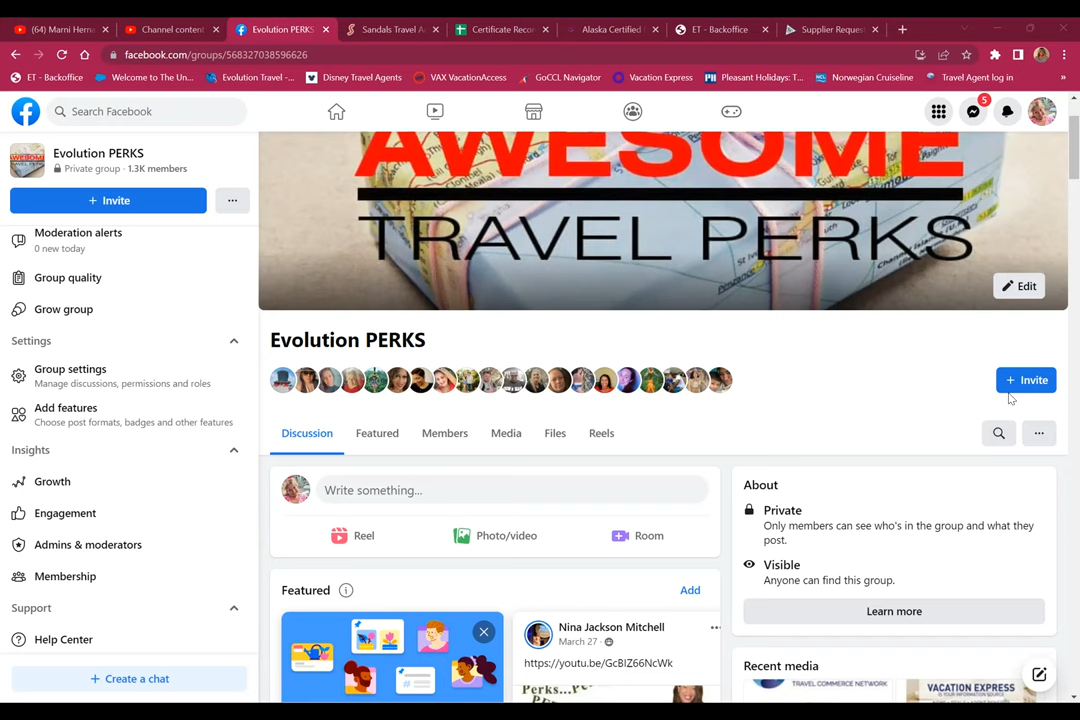 (64) Marni Herna
Channel content
Evolution PERKS
Sandals Travel A
Certificate Reco
Alaska Certified
ET - Backoffice
Supplier Reques
facebook.com/groups/568327038596626
ET - Backoffice
Welcome to The Un...
Evolution Travel -...
Disney Travel Agents
VAX VacationAccess
GoCCL Navigator
Vacation Express
Pleasant Holidays: T...
Norwegian Cruiseline
Travel Agent log in
»
Search Facebook
5
Evolution PERKS
Private group · 1.3K members
+ Invite
...
Moderation alerts
0 new today
Group quality
Grow group
Settings
Group settings
Manage discussions, permissions and roles
Add features
Choose post formats, badges and other features
Insights
Growth
Engagement
Admins & moderators
Membership
Support
Help Center
+ Create a chat
AWESOME
TRAVEL PERKS
Edit
Evolution PERKS
+ Invite
Discussion
Featured
Members
Media
Files
Reels
...
Write something...
Reel
Photo/video
Room
Featured
Add
Nina Jackson Mitchell
March 27 ·
https://youtu.be/GcBIZ66NcWk
Perks...P
About
Private
Only members can see who's in the group and what they
post.
Visible
Anyone can find this group.
Learn more
Recent media
TRAVEL COMMERCE NETWORK
VACATION EXPRESS